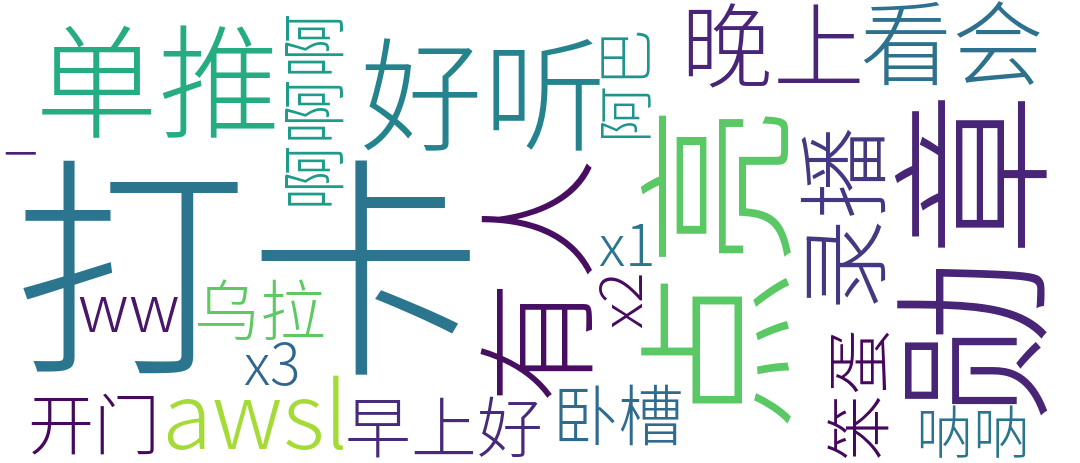 单推
啊啊啊啊
好听
阿巴
晚上
看会
一
打卡
有人
点亮
录播
勋章
ww
乌拉
x1
x2
x3
开门
awsl
早上好
卧槽
笨蛋
呐呐